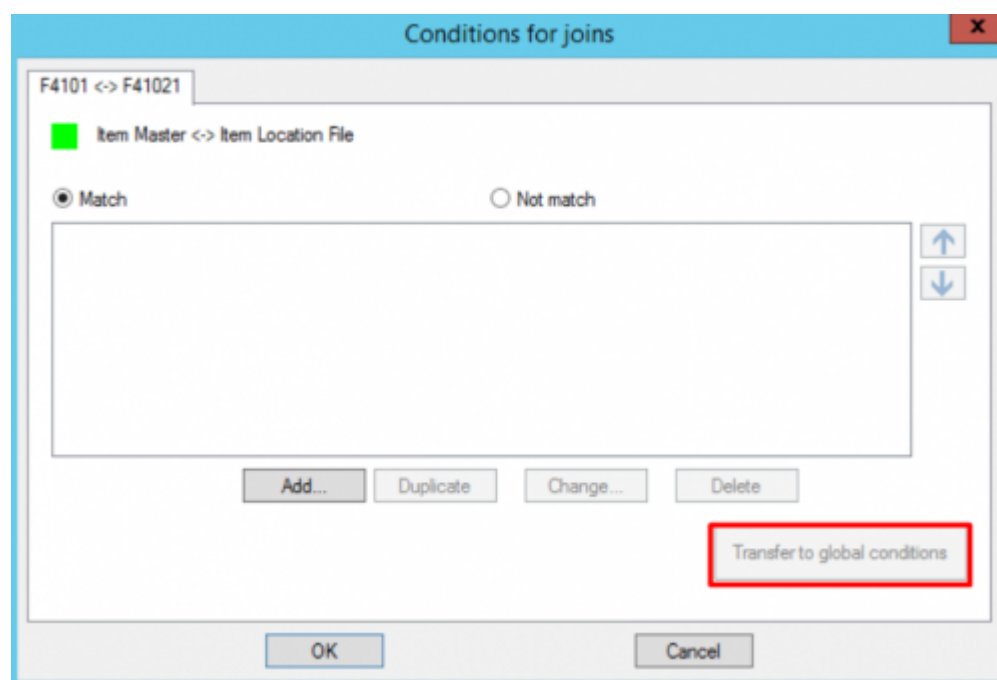 Conditions for joins
x
F4101 <-> F41021
Item Master <-> Item Location File
Match Not match
Add... Duplicate Change... Delete
Transfer to global conditions
OK Cancel